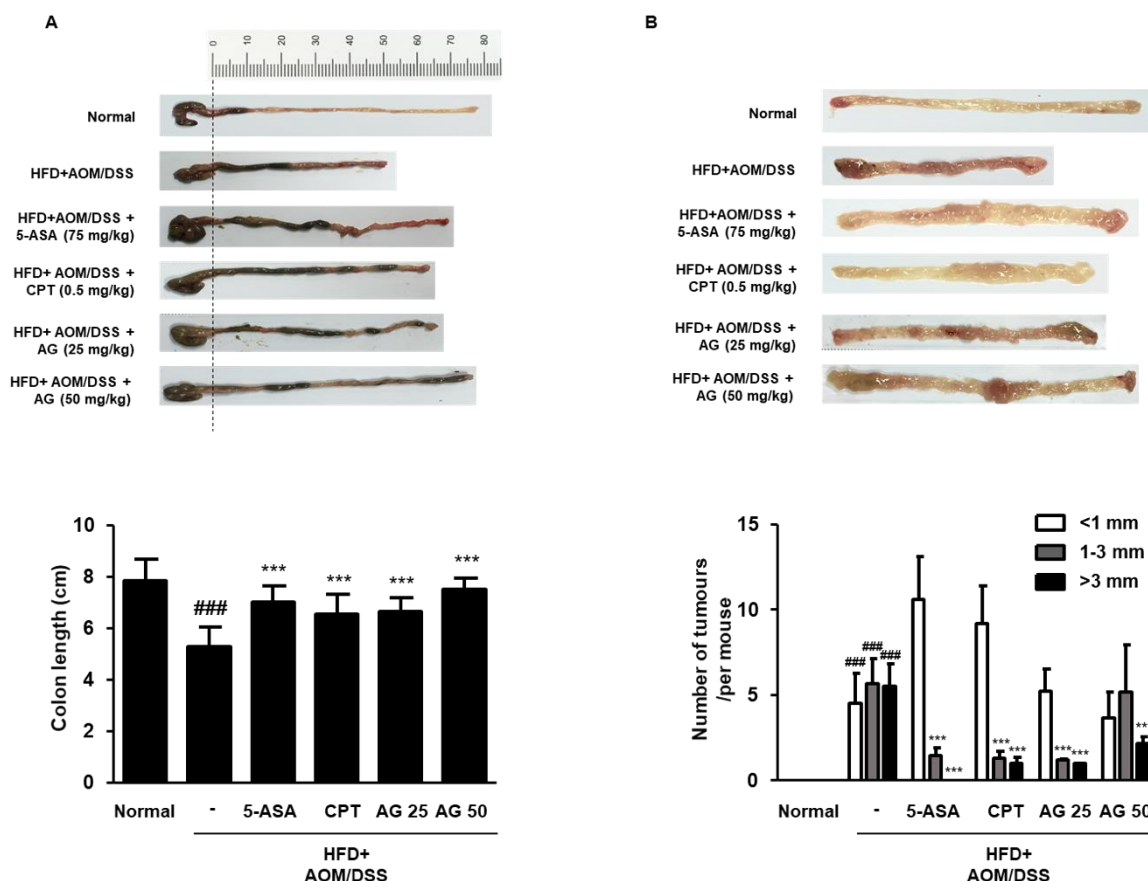 A
B
0 10 20 30 40 50 60 70 80
Normal
HFD+AOM/DSS
HFD+AOM/DSS +
5-ASA (75 mg/kg)
HFD+ AOM/DSS +
CPT (0.5 mg/kg)
HFD+ AOM/DSS +
AG (25 mg/kg)
HFD+ AOM/DSS +
AG (50 mg/kg)
Normal
HFD+AOM/DSS
HFD+AOM/DSS +
5-ASA (75 mg/kg)
HFD+ AOM/DSS +
CPT (0.5 mg/kg)
HFD+ AOM/DSS +
AG (25 mg/kg)
HFD+ AOM/DSS +
AG (50 mg/kg)
Colon length (cm)
10
8
6
4
2
0
###
***
***
***
***
Normal - 5-ASA CPT AG 25 AG 50
HFD+
AOM/DSS
Number of tumours
/per mouse
15
10
5
0
<1 mm
1-3 mm
>3 mm
### ### ###
*** ***
*** ***
*** ***
**
Normal - 5-ASA CPT AG 25 AG 50
HFD+
AOM/DSS